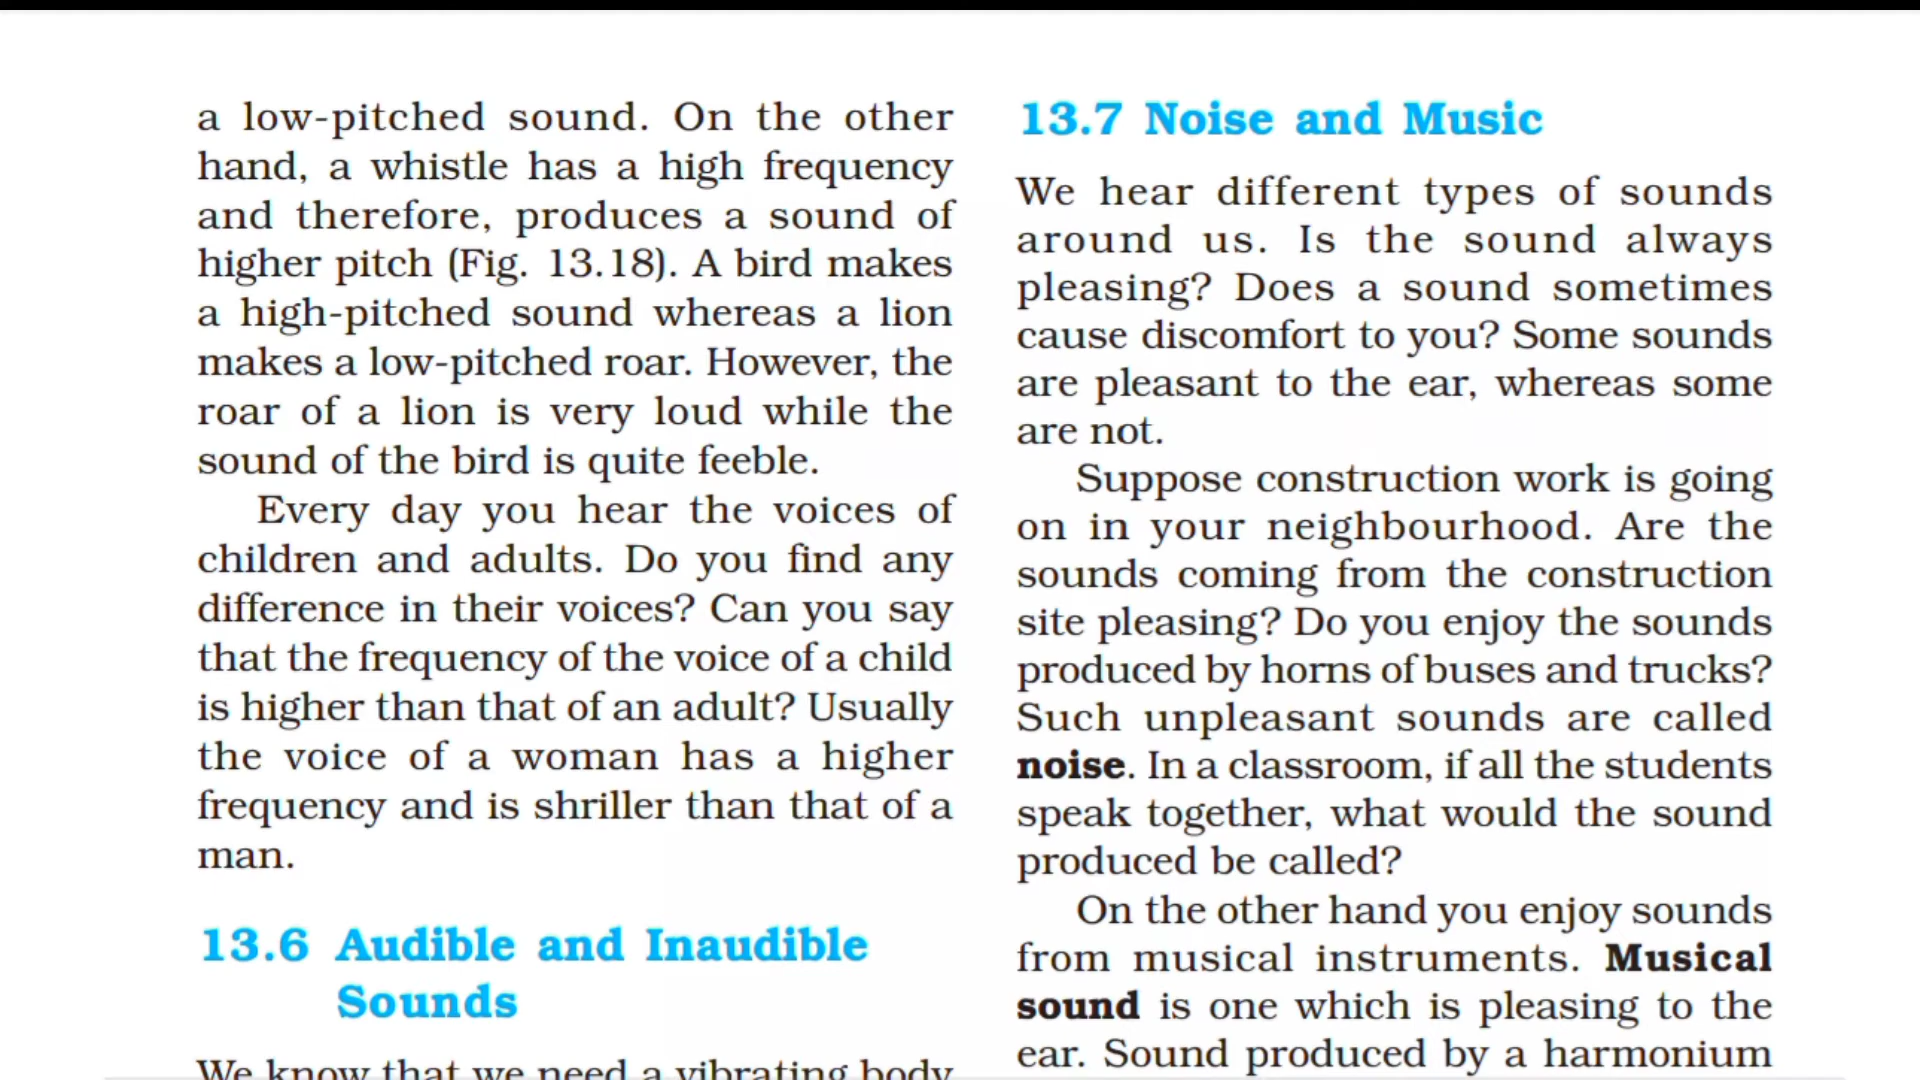 a low-pitched sound. On the other
hand, a whistle has a high frequency
and therefore, produces a sound of
higher pitch (Fig. 13.18). A bird makes
a high-pitched sound whereas a lion
makes a low-pitched roar. However, the
roar of a lion is very loud while the
sound of the bird is quite feeble.
Every day you hear the voices of
children and adults. Do you find any
difference in their voices? Can you say
that the frequency of the voice of a child
is higher than that of an adult? Usually
the voice of a woman has a higher
frequency and is shriller than that of a
man.
13.6 Audible and Inaudible
Sounds
We know that we need a vibrating body
13.7 Noise and Music
We hear different types of sounds
around us. Is the sound always
pleasing? Does a sound sometimes
cause discomfort to you? Some sounds
are pleasant to the ear, whereas some
are not.
Suppose construction work is going
on in your neighbourhood. Are the
sounds coming from the construction
site pleasing? Do you enjoy the sounds
produced by horns of buses and trucks?
Such unpleasant sounds are called
noise. In a classroom, if all the students
speak together, what would the sound
produced be called?
On the other hand you enjoy sounds
from musical instruments. Musical
sound is one which is pleasing to the
ear. Sound produced by a harmonium